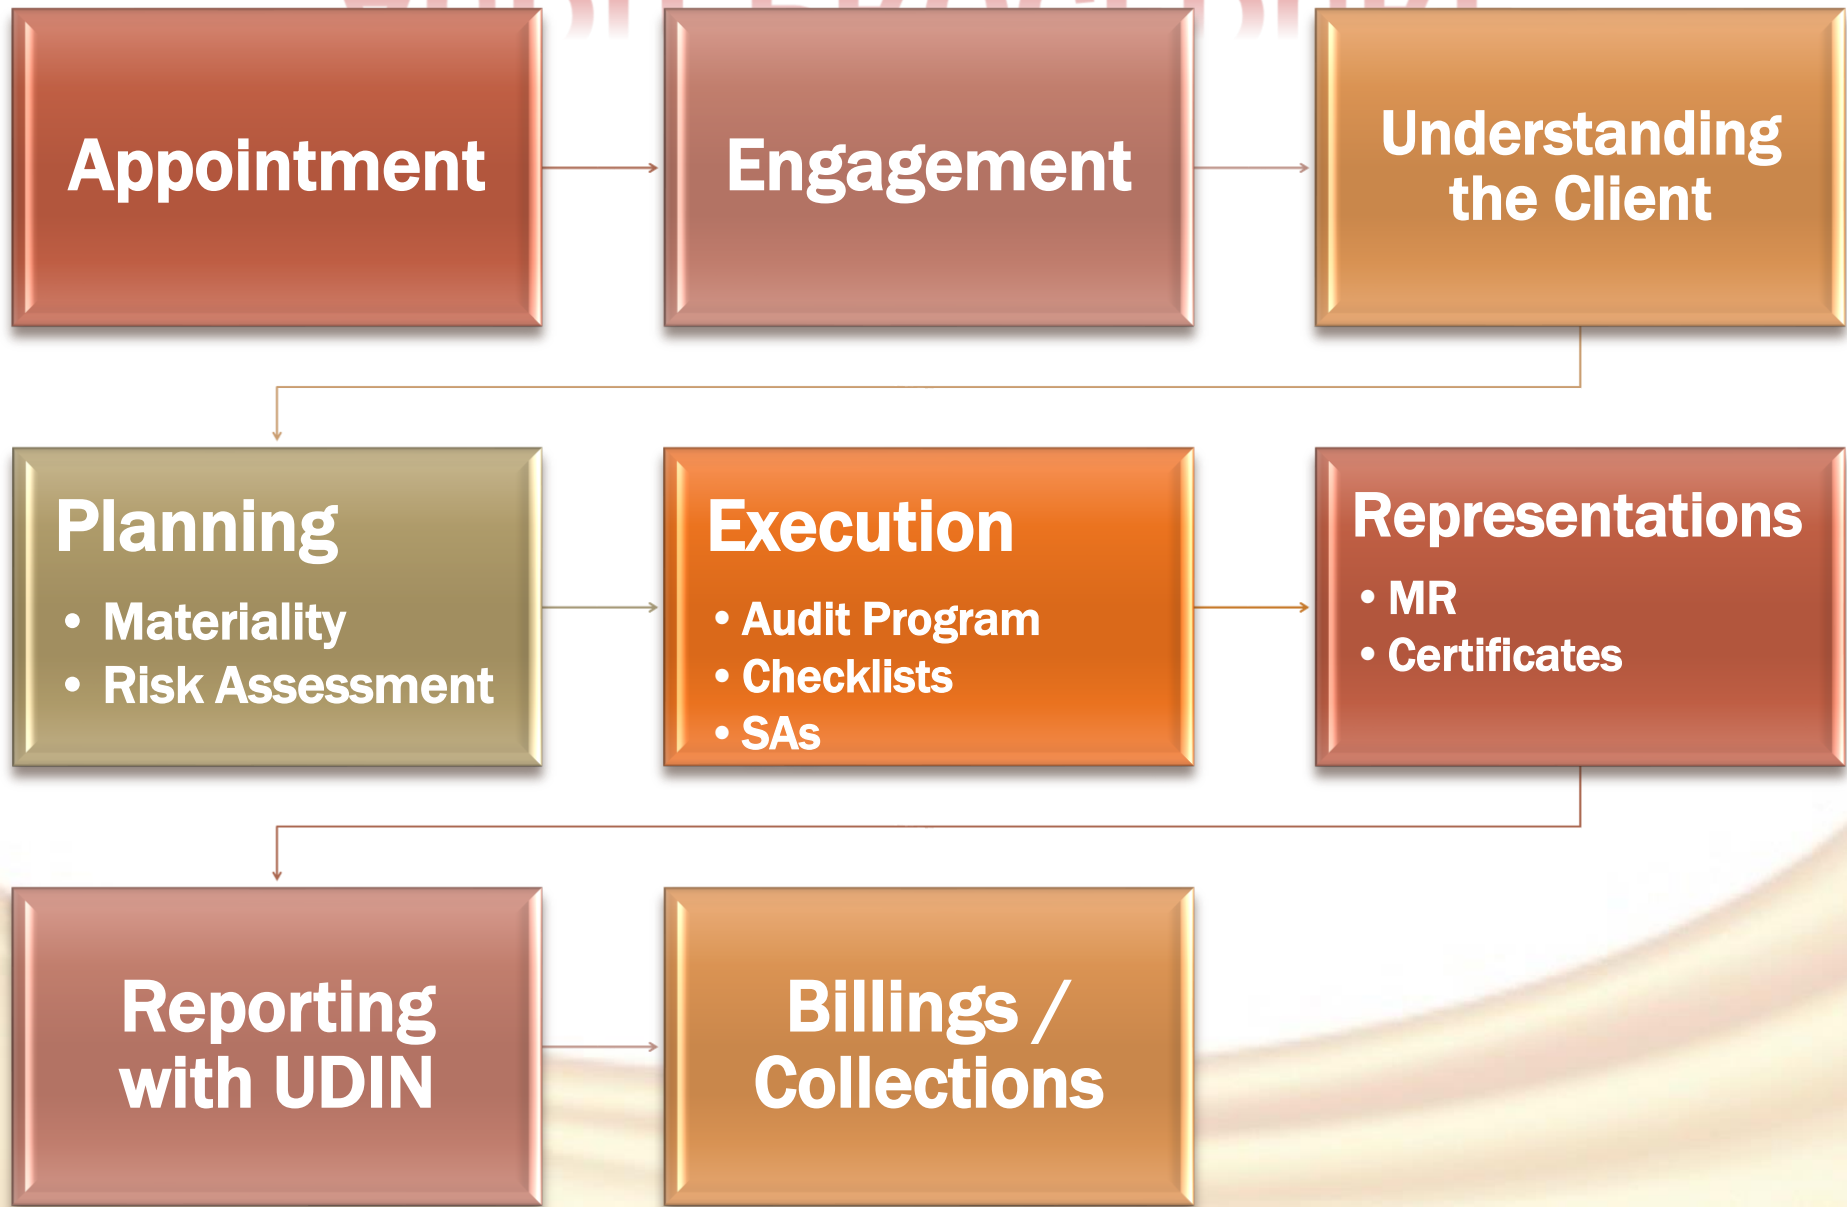 Appointment
Engagement
Understanding
the Client
Planning
• Materiality
• Risk Assessment
Execution
• Audit Program
• Checklists
• SAs
Representations
• MR
• Certificates
Reporting
with UDIN
Billings /
Collections